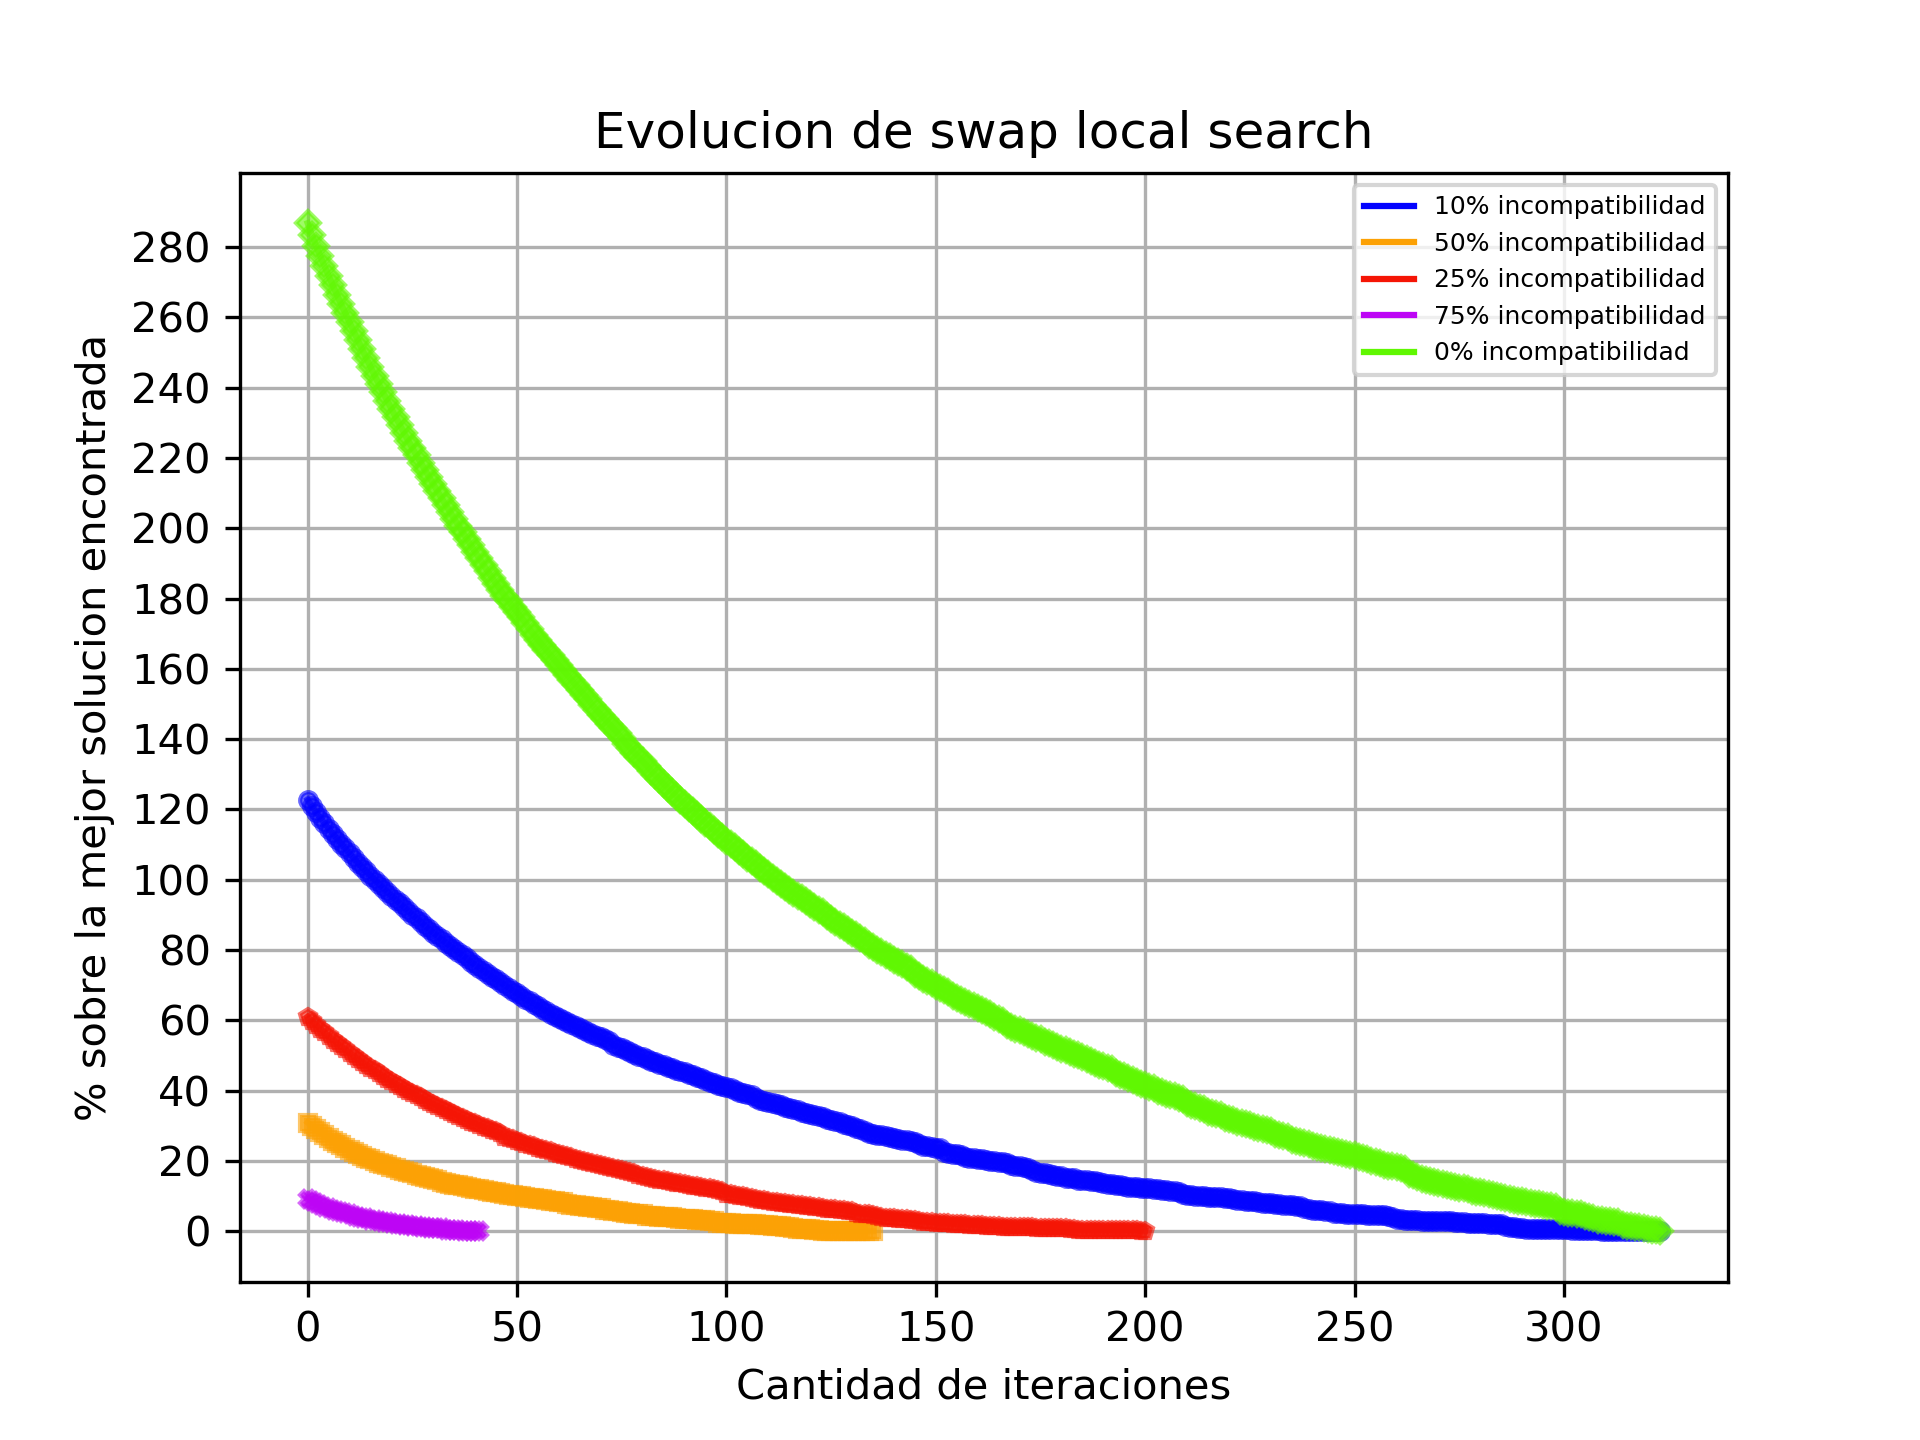 Evolucion de swap local search
10% incompatibilidad
50% incompatibilidad
25% incompatibilidad
75% incompatibilidad
0% incompatibilidad
% sobre la mejor solucion encontrada
280
260
240
220
200
180
160
140
120
100
80
60
40
20
0
0 50 100 150 200 250 300
Cantidad de iteraciones